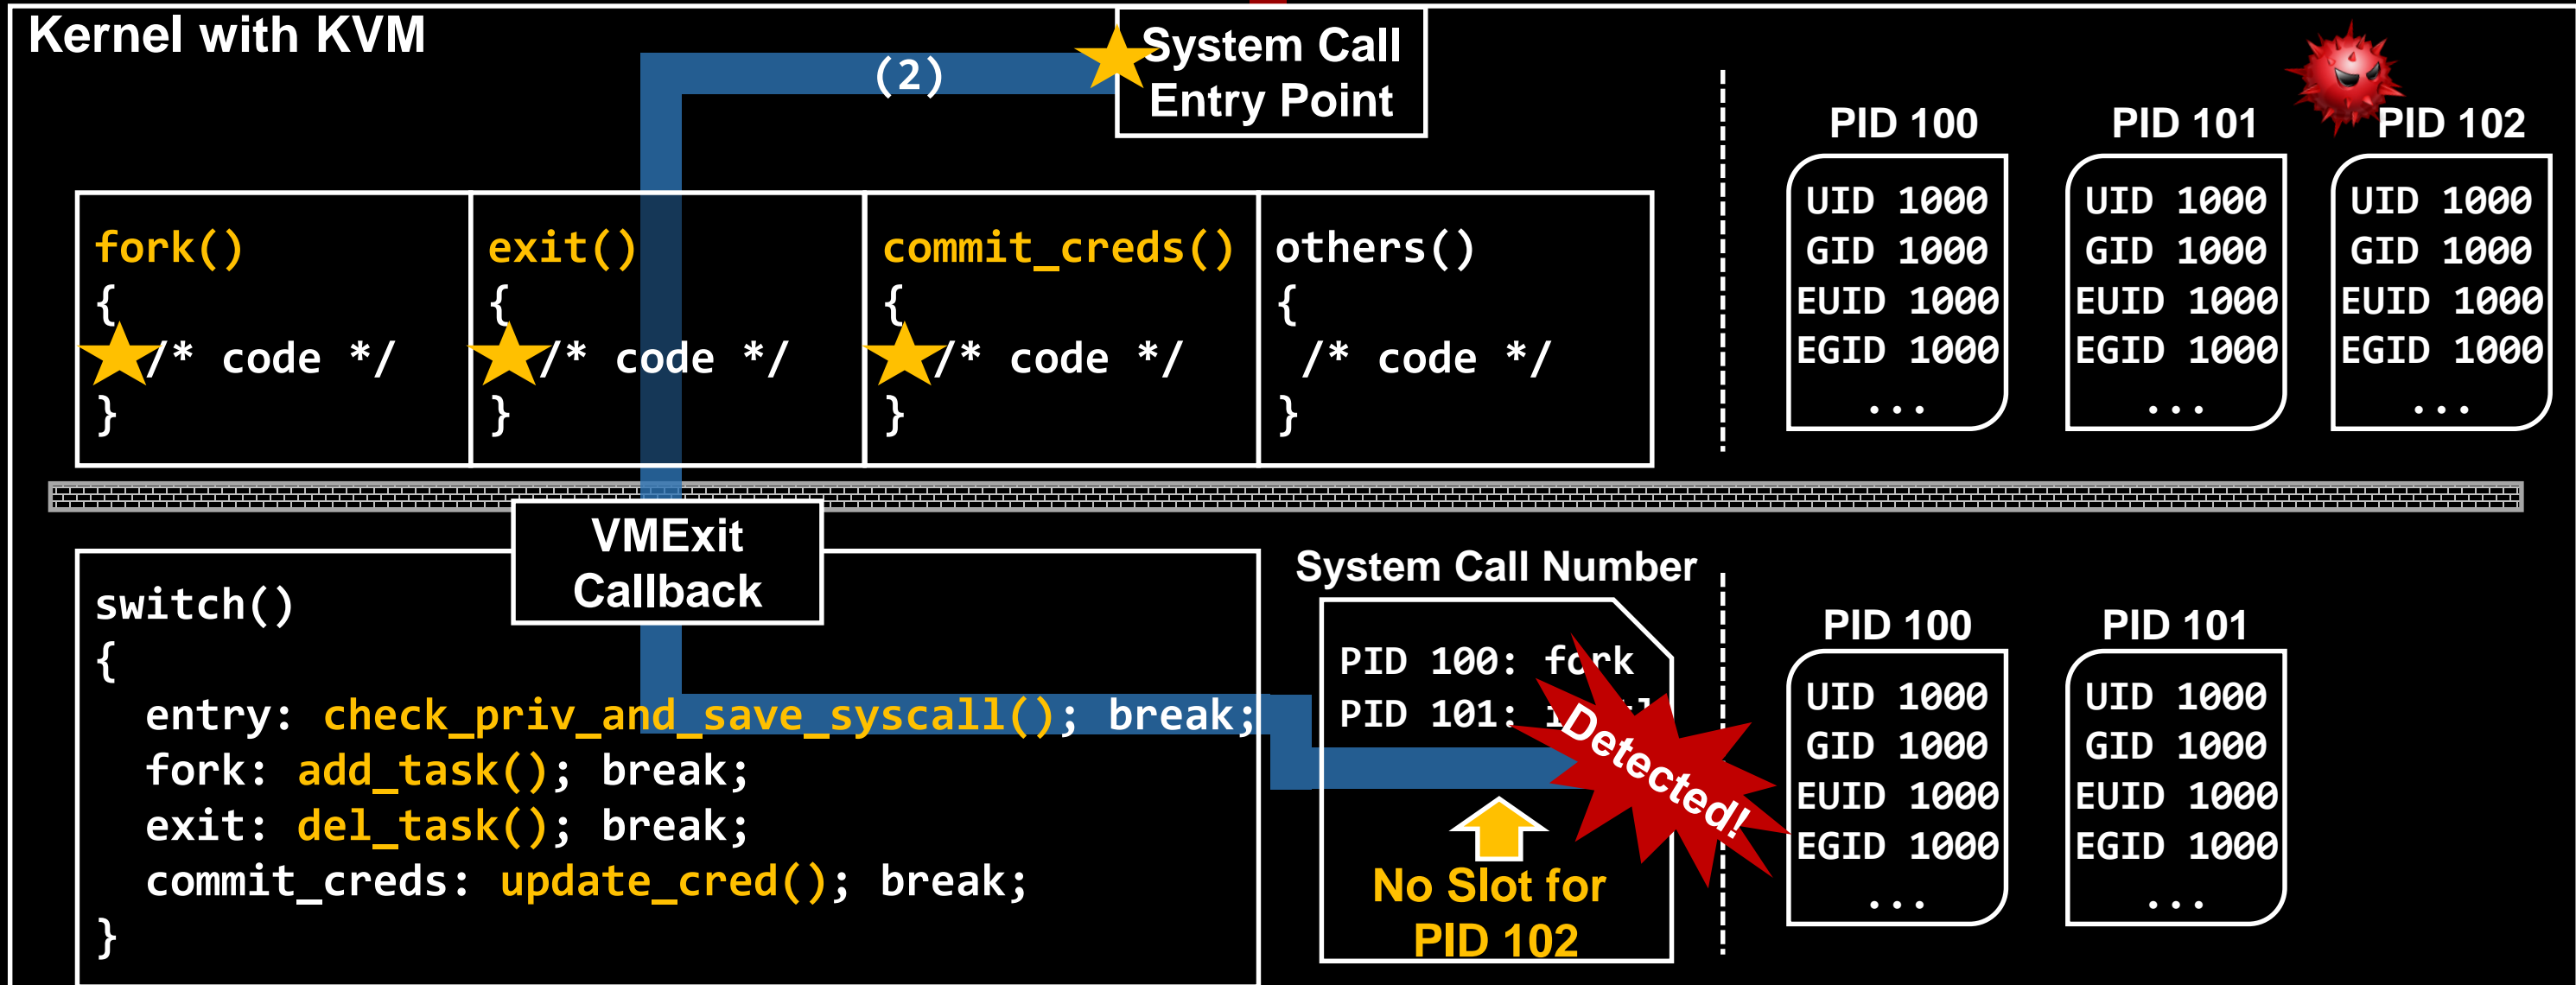 Kernel with KVM
System Call
Entry Point
(2)
PID 100
UID 1000
GID 1000
EUID 1000
EGID 1000
...
PID 101
UID 1000
GID 1000
EUID 1000
EGID 1000
...
PID 102
UID 1000
GID 1000
EUID 1000
EGID 1000
...
fork()
{
/* code */
}
exit()
{
/* code */
}
commit_creds()
{
/* code */
}
others()
{
/* code */
}
VMExit
Callback
switch()
{
entry: check_priv_and_save_syscall(); break;
fork: add_task(); break;
exit: del_task(); break;
commit_creds: update_cred(); break;
}
System Call Number
PID 100: fork
PID 101:
Detected!
No Slot for
PID 102
PID 100
UID 1000
GID 1000
EUID 1000
EGID 1000
...
PID 101
UID 1000
GID 1000
EUID 1000
EGID 1000
...